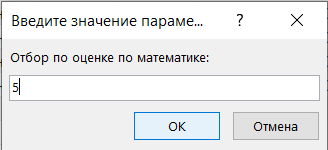 Введите значение параме... ? ×
Отбор по оценке по математике:
5
ОК Отмена